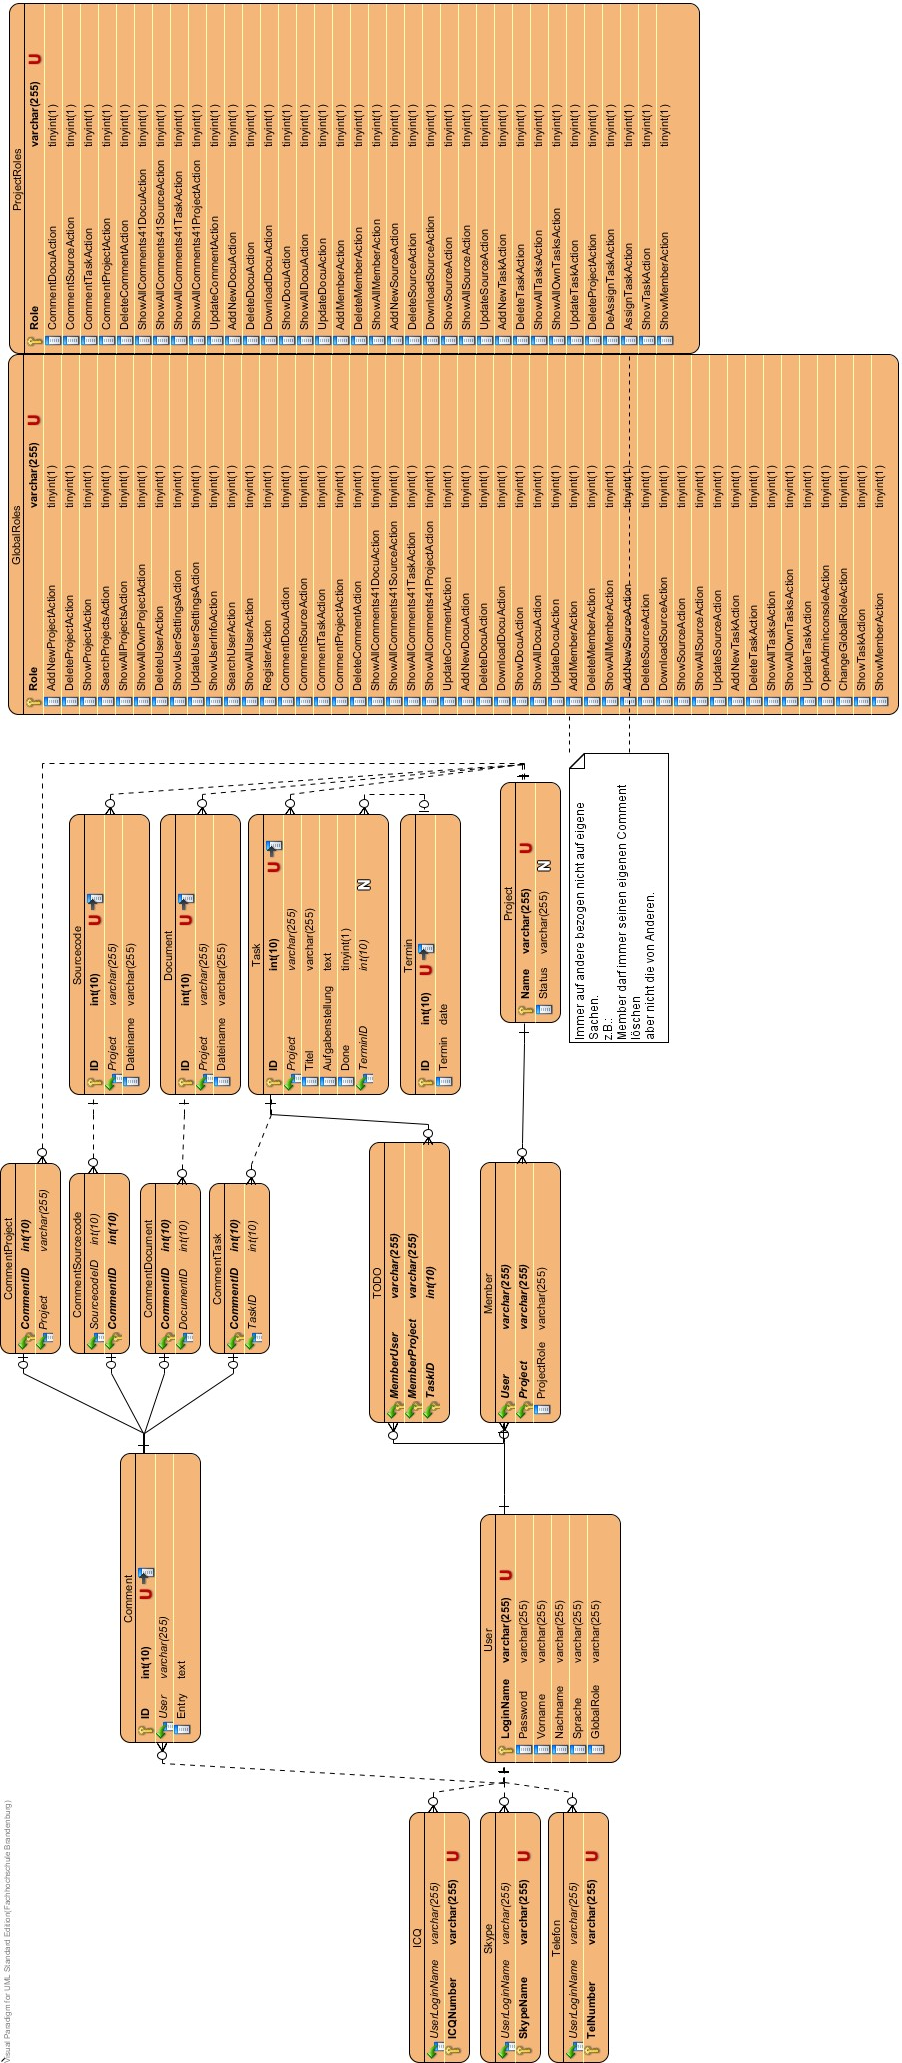 Visual Paradigm for UML Standard Edition(Fachhochschule Brandenburg)
ICQ
UserLoginName varchar(255)
ICQNumber varchar(255) U
Skype
UserLoginName varchar(255)
SkypeName varchar(255) U
Telefon
UserLoginName varchar(255)
TelNumber varchar(255) U
Comment
ID int(10) U
User varchar(255)
Entry text
User
LoginName varchar(255) U
Password varchar(255)
Vorname varchar(255)
Nachname varchar(255)
Sprache varchar(255)
GlobalRole varchar(255)
CommentProject
CommentID int(10)
Project varchar(255)
CommentSourcecode
SourcecodeID int(10)
CommentID int(10)
CommentDocument
CommentID int(10)
DocumentID int(10)
CommentTask
CommentID int(10)
TaskID int(10)
TODO
MemberUser varchar(255)
MemberProject varchar(255)
TaskID int(10)
Member
User varchar(255)
Project varchar(255)
ProjectRole varchar(255)
Sourcecode
ID int(10) U
Project varchar(255)
Dateiname varchar(255)
Document
ID int(10) U
Project varchar(255)
Dateiname varchar(255)
Task
ID int(10) U
Project varchar(255)
Titel varchar(255)
Aufgabenstellung text
Done tinyint(1)
TerminID int(10) N
Termin
ID int(10) U
Termin date
Project
Name varchar(255) U
Status varchar(255) N
Immer auf andere bezogen nicht auf eigene
Sachen.
z.B.:
Member darf immer seinen eigenen Comment
löschen
aber nicht die von Anderen.
GlobalRoles
Role varchar(255) U
AddNewProjectAction tinyint(1)
DeleteProjectAction tinyint(1)
ShowProjectAction tinyint(1)
SearchProjectsAction tinyint(1)
ShowAllProjectsAction tinyint(1)
ShowAllOwnProjectAction tinyint(1)
DeleteUserAction tinyint(1)
ShowUserSettingsAction tinyint(1)
UpdateUserSettingsAction tinyint(1)
ShowUserInfoAction tinyint(1)
SearchUserAction tinyint(1)
ShowAllUserAction tinyint(1)
RegisterAction tinyint(1)
CommentDocuAction tinyint(1)
CommentSourceAction tinyint(1)
CommentTaskAction tinyint(1)
CommentProjectAction tinyint(1)
DeleteCommentAction tinyint(1)
ShowAllComments41DocuAction tinyint(1)
ShowAllComments41SourceAction tinyint(1)
ShowAllComments41TaskAction tinyint(1)
ShowAllComments41ProjectAction tinyint(1)
UpdateCommentAction tinyint(1)
AddNewDocuAction tinyint(1)
DeleteDocuAction tinyint(1)
DownloadDocuAction tinyint(1)
ShowDocuAction tinyint(1)
ShowAllDocuAction tinyint(1)
UpdateDocuAction tinyint(1)
AddMemberAction tinyint(1)
DeleteMemberAction tinyint(1)
ShowAllMemberAction tinyint(1)
AddNewSourceAction tinyint(1)
DeleteSourceAction tinyint(1)
DownloadSourceAction tinyint(1)
ShowSourceAction tinyint(1)
ShowAllSourceAction tinyint(1)
UpdateSourceAction tinyint(1)
AddNewTaskAction tinyint(1)
DeleteTaskAction tinyint(1)
ShowAllTasksAction tinyint(1)
ShowAllOwnTasksAction tinyint(1)
UpdateTaskAction tinyint(1)
OpenAdminconsoleAction tinyint(1)
ChangeGlobalRoleAction tinyint(1)
ShowTaskAction tinyint(1)
ShowMemberAction tinyint(1)
ProjectRoles
Role varchar(255) U
CommentDocuAction tinyint(1)
CommentSourceAction tinyint(1)
CommentTaskAction tinyint(1)
CommentProjectAction tinyint(1)
DeleteCommentAction tinyint(1)
ShowAllComments41DocuAction tinyint(1)
ShowAllComments41SourceAction tinyint(1)
ShowAllComments41TaskAction tinyint(1)
ShowAllComments41ProjectAction tinyint(1)
UpdateCommentAction tinyint(1)
AddNewDocuAction tinyint(1)
DeleteDocuAction tinyint(1)
DownloadDocuAction tinyint(1)
ShowDocuAction tinyint(1)
ShowAllDocuAction tinyint(1)
UpdateDocuAction tinyint(1)
AddMemberAction tinyint(1)
DeleteMemberAction tinyint(1)
ShowAllMemberAction tinyint(1)
AddNewSourceAction tinyint(1)
DeleteSourceAction tinyint(1)
DownloadSourceAction tinyint(1)
ShowSourceAction tinyint(1)
ShowAllSourceAction tinyint(1)
UpdateSourceAction tinyint(1)
AddNewTaskAction tinyint(1)
DeleteTaskAction tinyint(1)
ShowAllTasksAction tinyint(1)
ShowAllOwnTasksAction tinyint(1)
UpdateTaskAction tinyint(1)
DeleteProjectAction tinyint(1)
DeAssignTaskAction tinyint(1)
AssignTaskAction tinyint(1)
ShowTaskAction tinyint(1)
ShowMemberAction tinyint(1)